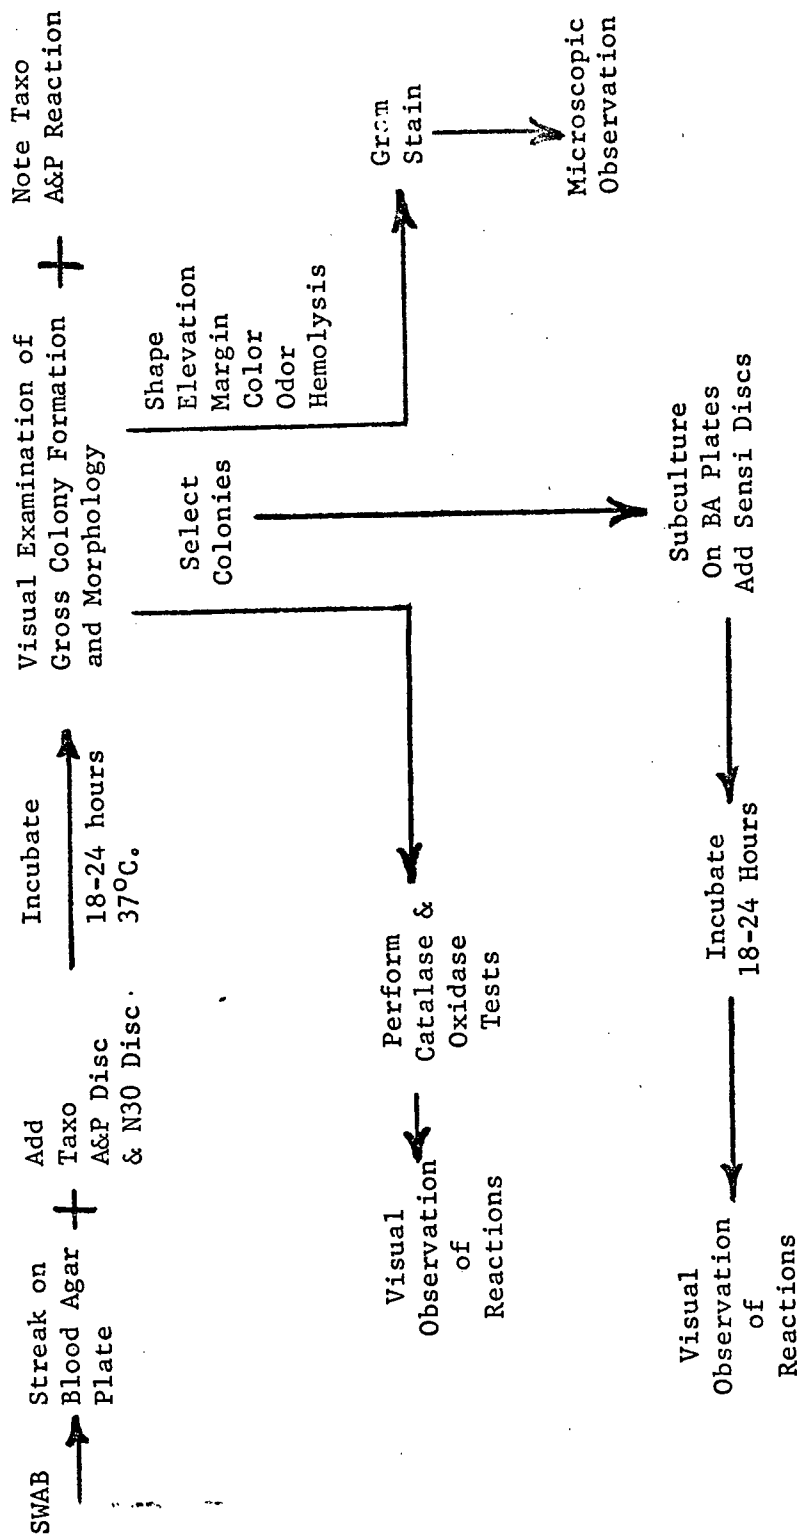 SWAB
Streak on
Blood Agar
Plate
+
Add
Taxo
A&P Disc
& N30 Disc
Incubate
18-24 hours
37°C.
Visual Examination of
Gross Colony Formation
and Morphology
+
Note Taxo
A&P Reaction
Shape
Elevation
Margin
Color
Odor
Hemolysis
Select
Colonies
Gram
Stain
Microscopic
Observation
Perform
Catalase &
Oxidase
Tests
Visual
Observation
of
Reactions
Subculture
On BA Plates
Add Sensi Discs
Incubate
18-24 Hours
Visual
Observation
of
Reactions